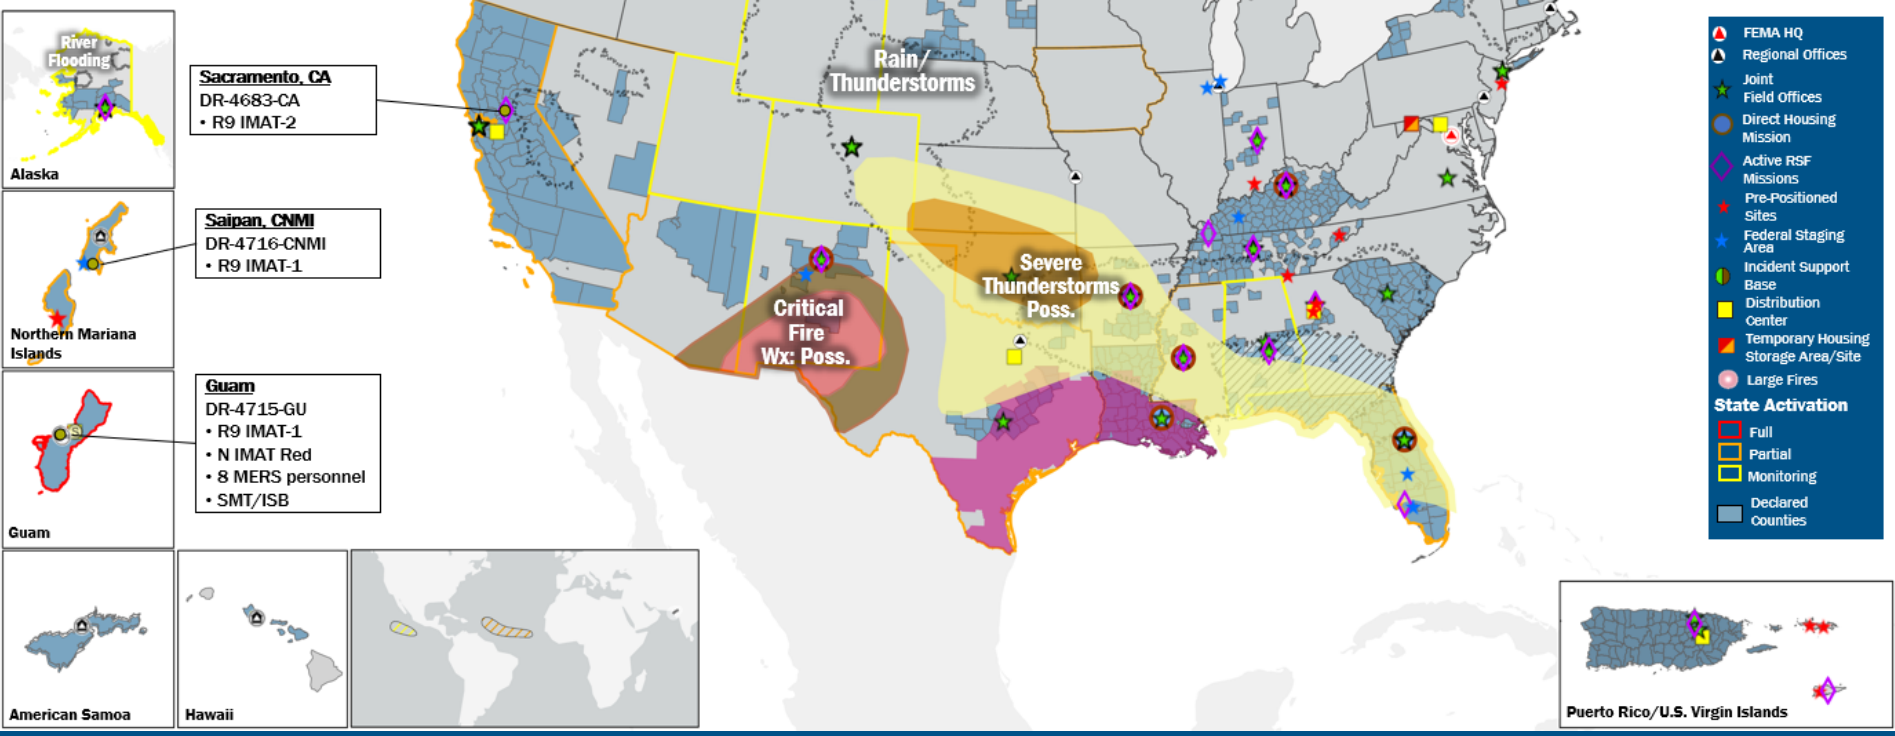 River
Flooding
Alaska
Sacramento, CA
DR-4683-CA
• R9 IMAT-2
Saipan, CNMI
DR-4716-CNMI
• R9 IMAT-1
Northern Mariana
Islands
Guam
DR-4715-GU
• R9 IMAT-1
• N IMAT Red
• 8 MERS personnel
• SMT/ISB
Guam
American Samoa
Hawaii
Rain/
Thunderstorms
Severe
Thunderstorms
Poss.
Critical
Fire
Wx: Poss.
FEMA HQ
Regional Offices
Joint
Field Offices
Direct Housing
Mission
Active RSF
Missions
Pre-Positioned
Sites
Federal Staging
Area
Incident Support
Base
Distribution
Center
Temporary Housing
Storage Area/Site
Large Fires
State Activation
Full
Partial
Monitoring
Declared
Counties
Puerto Rico/U.S. Virgin Islands